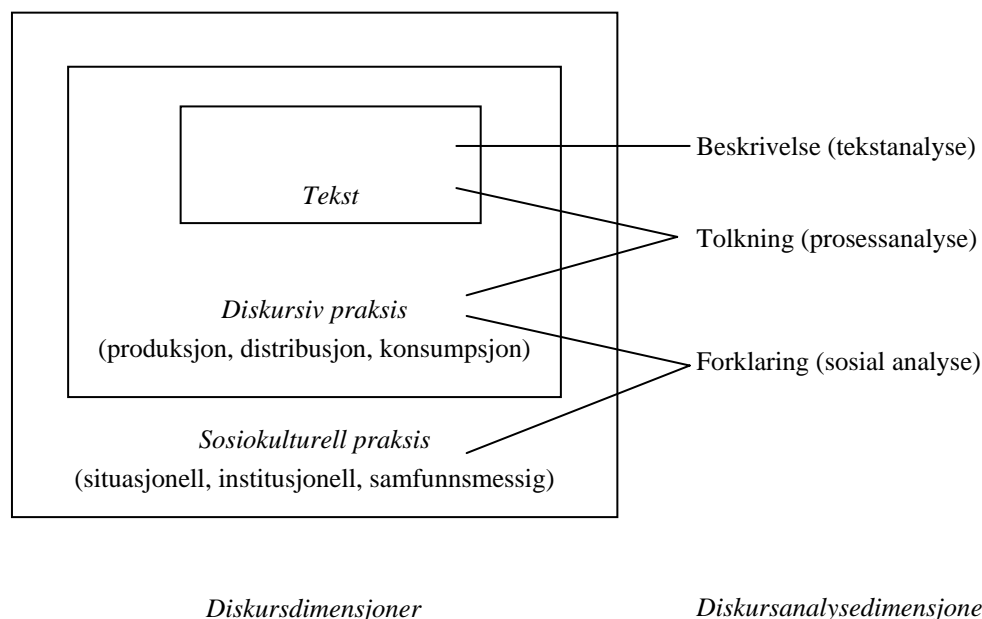 Beskrivelse (tekstanalyse)
Tekst
Tolkning (prosessanalyse)
Diskursiv praksis
(produksjon, distribusjon, konsumpsjon)
Forklaring (sosial analyse)
Sosiokulturell praksis
(situasjonell, institusjonell, samfunnsmessig)
Diskursdimensjoner
Diskursanalysedimensjone